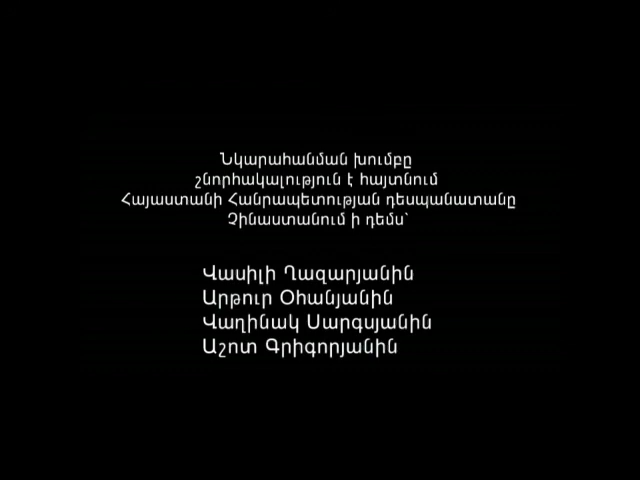 Նկարահանման խումբը
շնորհակալություն է հայտնում
Հայաստանի Հանրապետության դեսպանատանը
Չինաստանում ի դեմս՝
Վասիլի Ղազարյանին
Արթուր Օհանյանին
Վաղինակ Սարգսյանին
Աշոտ Գրիգորյանին